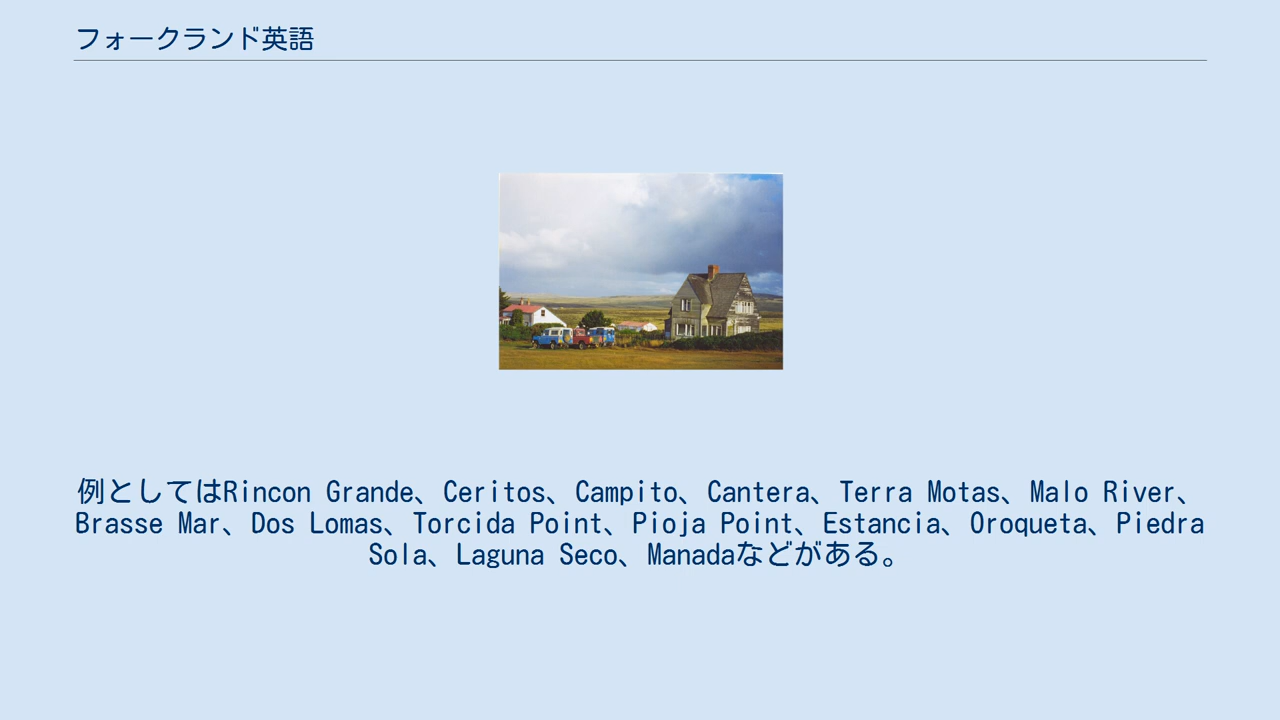 フォークランド英語
例としてはRincon Grande、Ceritos、Campito、Cantera、Terra Motas、Malo River、
Brasse Mar、Dos Lomas、Torcida Point、Pioja Point、Estancia、Oroqueta、Piedra
Sola、Laguna Seco、Manadaなどがある。